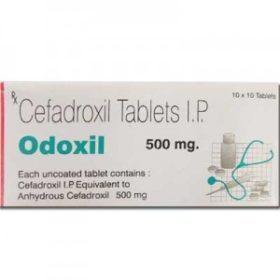 10 x 10 Tablets
Rx Cefadroxil Tablets I.P.
Odoxil
500 mg.
Each uncoated tablet contains :
Cefadroxil I.P. Equivalent to
Anhydrous Cefadroxil 500 mg